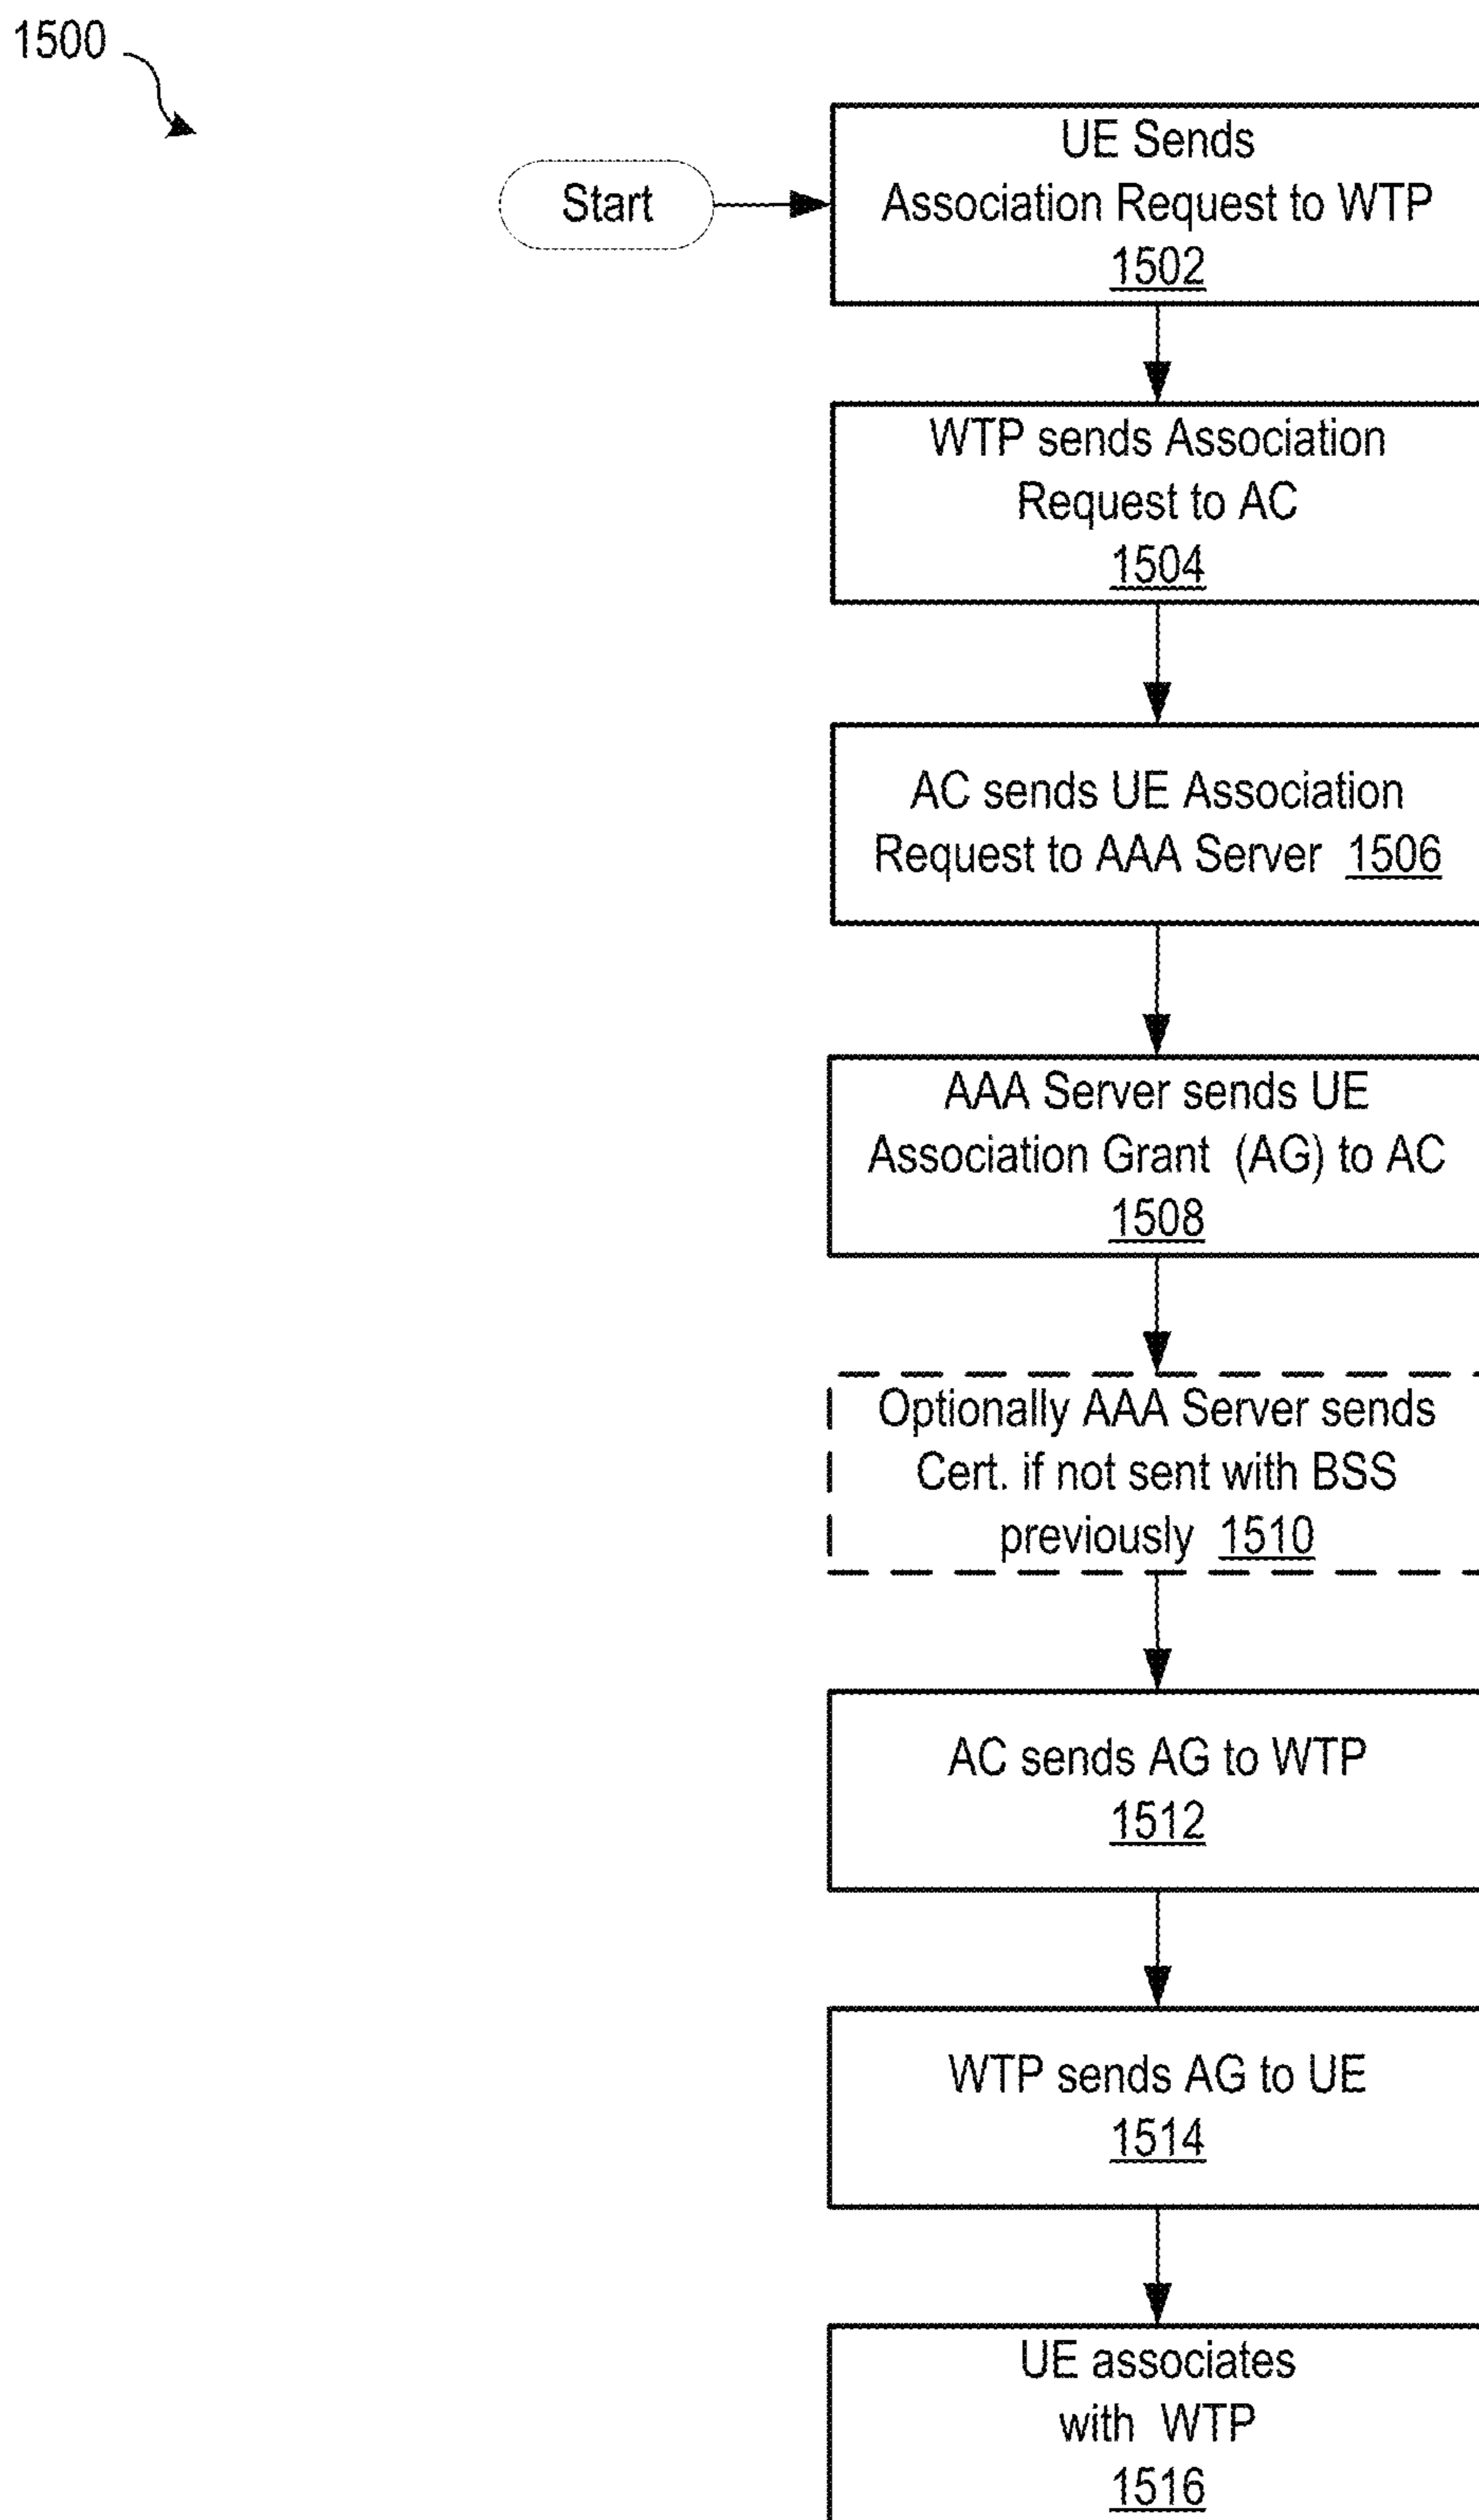 1500
Start
UE Sends
Association Request to WTP
1502
WTP sends Association
Request to AC
1504
AC sends UE Association
Request to AAA Server 1506
AAA Server sends UE
Association Grant (AG) to AC
1508
Optionally AAA Server sends
Cert. if not sent with BSS
previously 1510
AC sends AG to WTP
1512
WTP sends AG to UE
1514
UE associates
with WTP
1516